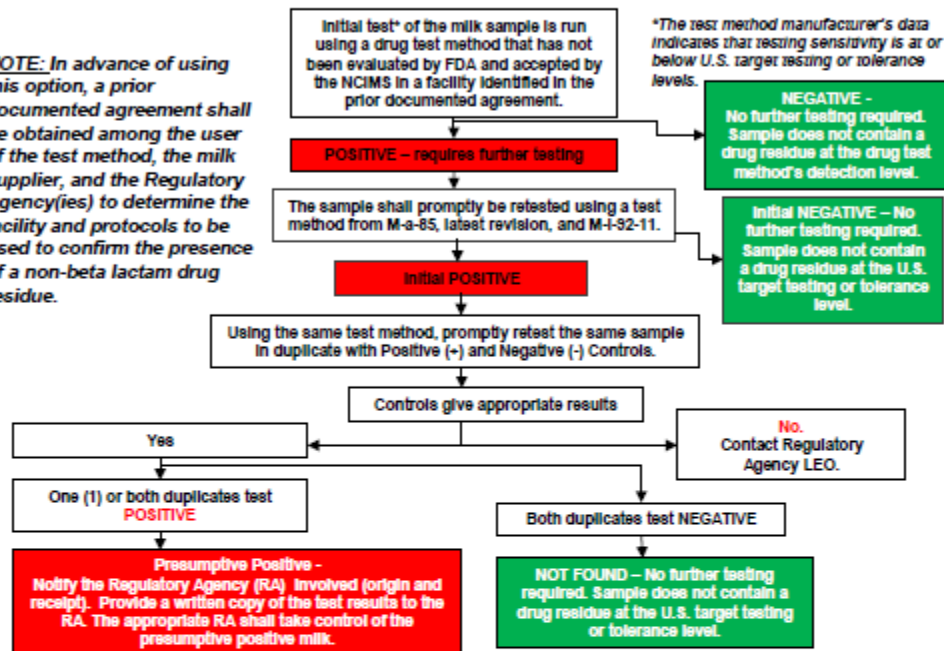 Initial test* of the milk sample is run
using a drug test method that has not
been evaluated by FDA and accepted by
the NCIMS in a facility identified in the
prior documented agreement.
*The test method manufacturer's data
indicates that testing sensitivity is at or
below U.S. target testing or tolerance
levels.
OTE: In advance of using
his option, a prior
ocumented agreement shall
e obtained among the user
f the test method, the milk
upplier, and the Regulatory
gency(ies) to determine the
acility and protocols to be
sed to confirm the presence
f a non-beta lactam drug
esidue.
NEGATIVE -
No further testing required.
Sample does not contain a
drug residue at the drug test
method's detection level.
POSITIVE – requires further testing
The sample shall promptly be retested using a test
method from M-a-85, latest revision, and M-I-92-11.
Initial NEGATIVE – No
further testing required.
Sample does not contain
a drug residue at the U.S.
target testing or tolerance
level.
Initial POSITIVE
Using the same test method, promptly retest the same sample
in duplicate with Positive (+) and Negative (-) Controls.
Controls give appropriate results
Yes
No.
Contact Regulatory
Agency LEO.
One (1) or both duplicates test
POSITIVE
Both duplicates test NEGATIVE
Presumptive Positive -
Notify the Regulatory Agency (RA) Involved (origin and
receipt). Provide a written copy of the test results to the
RA. The appropriate RA shall take control of the
presumptive positive milk.
NOT FOUND – No further testing
required. Sample does not contain a
drug residue at the U.S. target testing
or tolerance level.